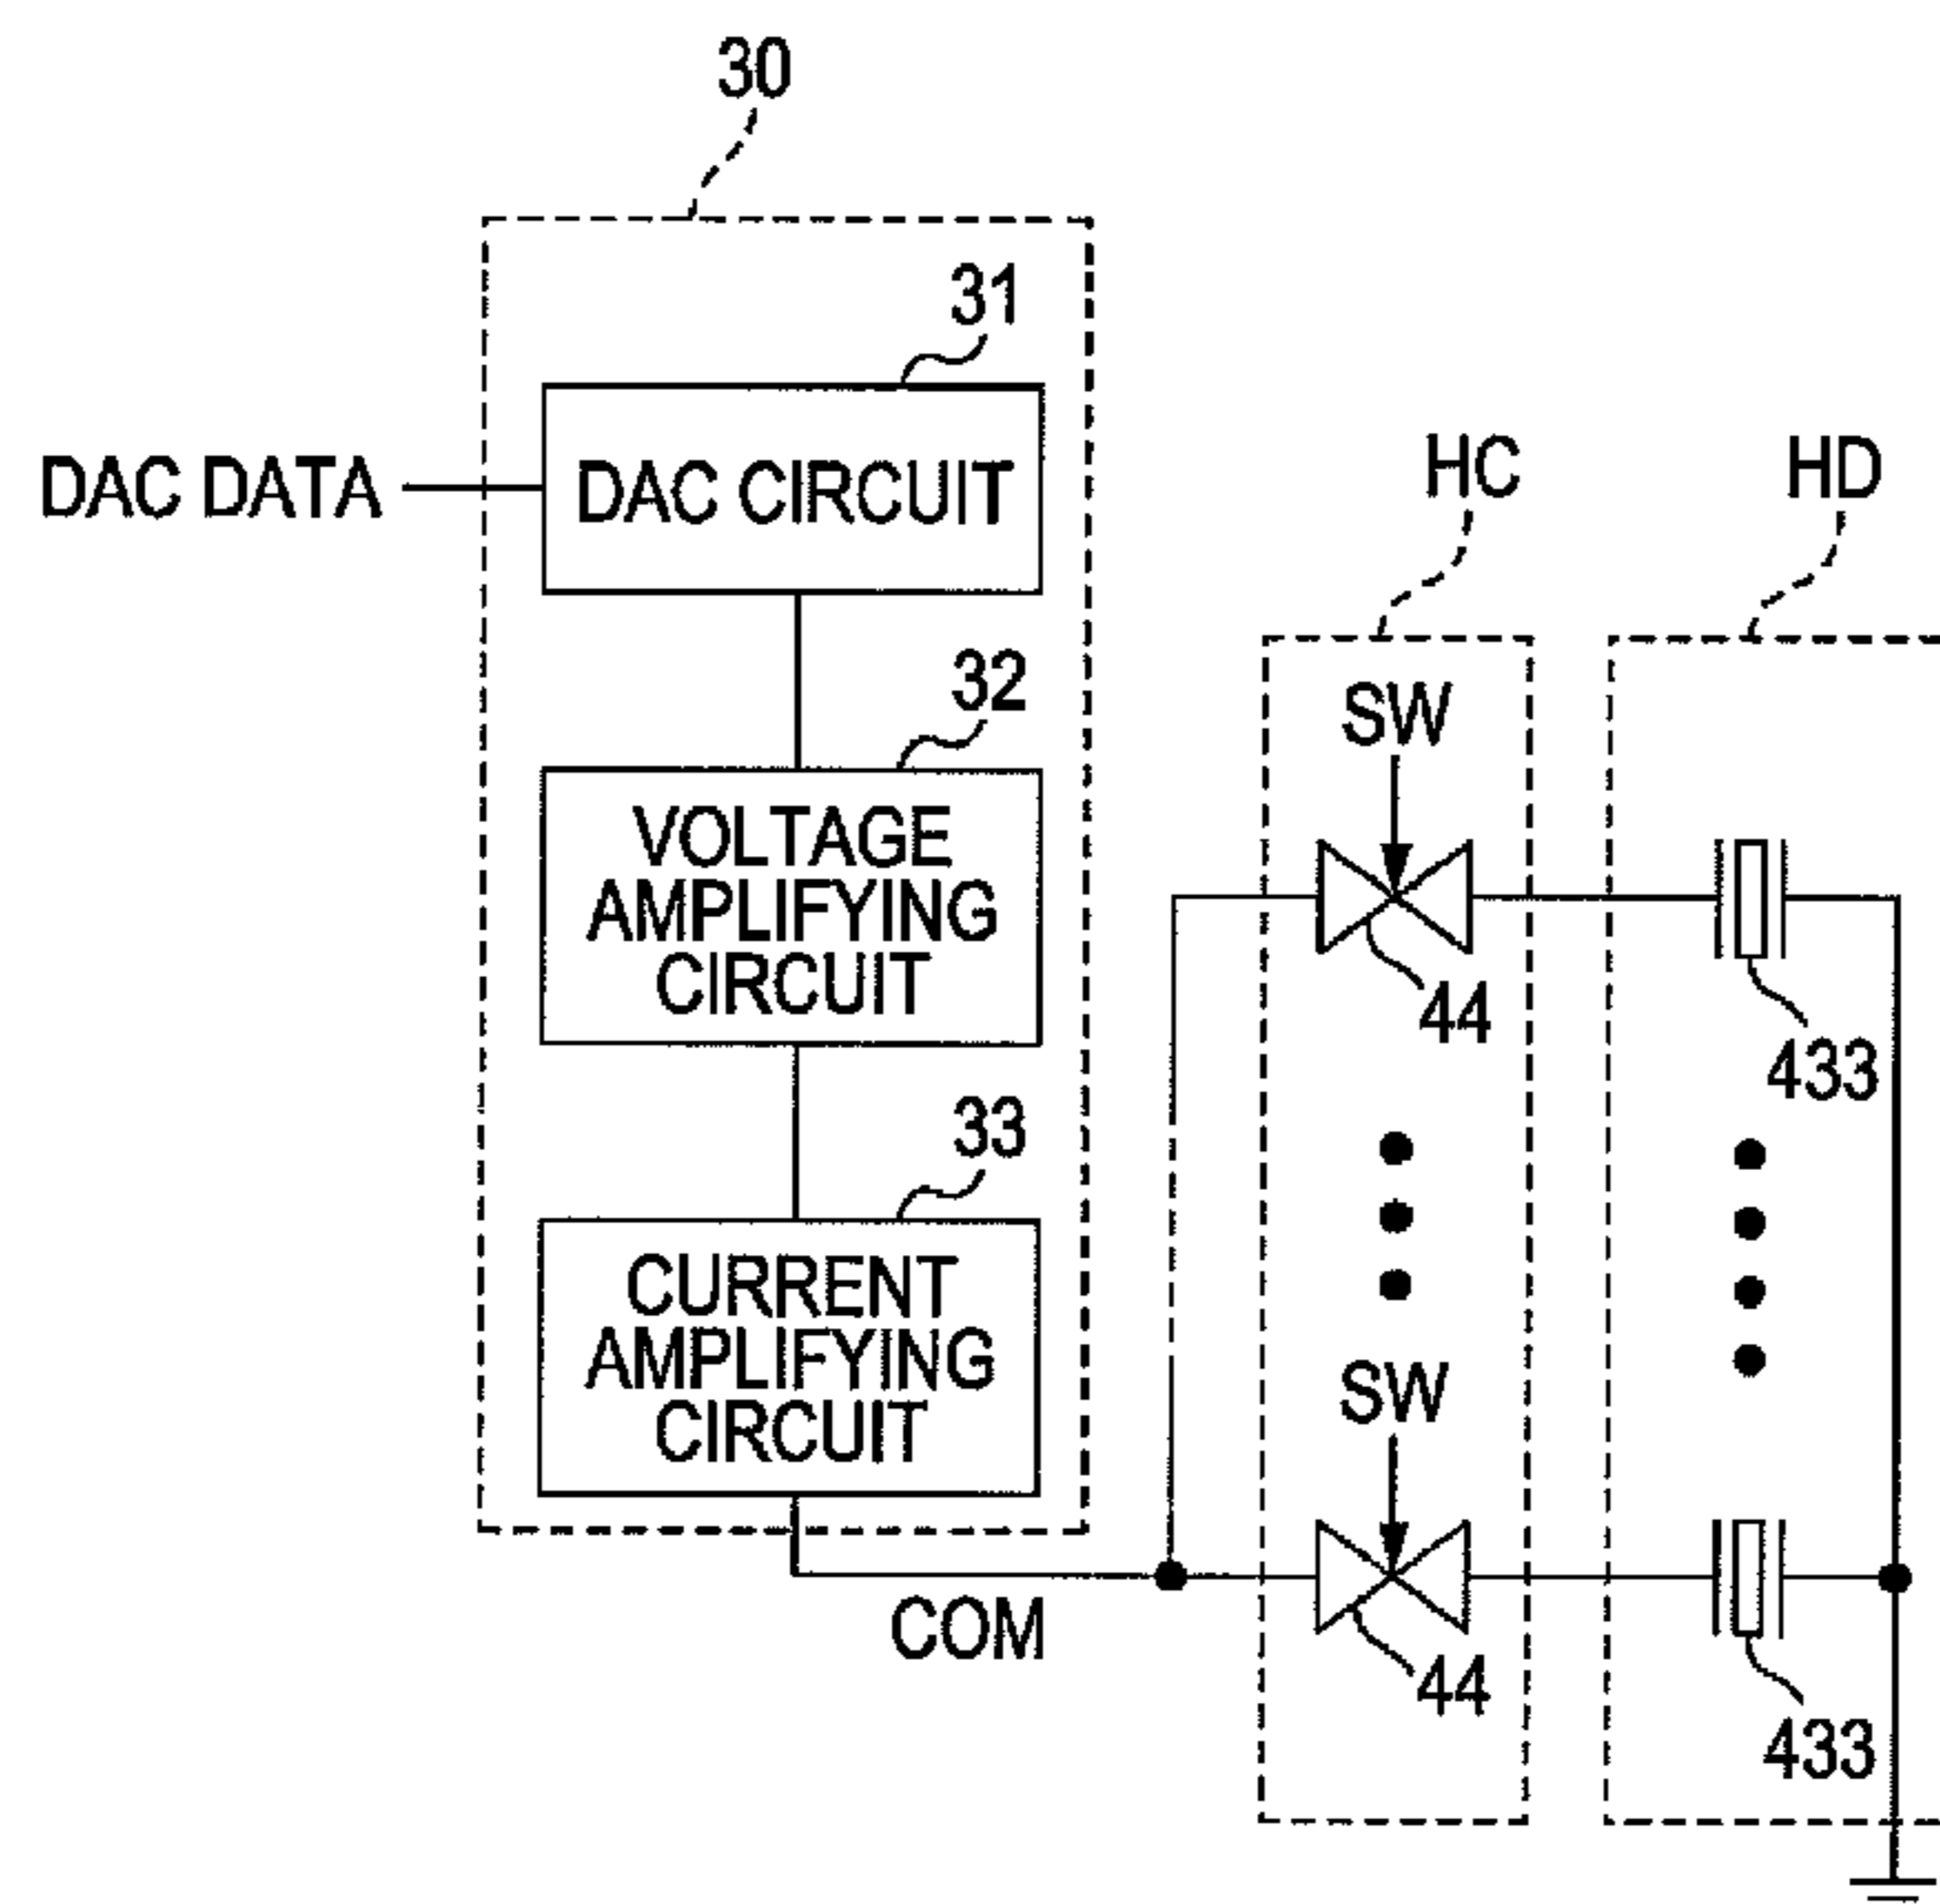 30
31
DAC DATA
DAC CIRCUIT
HC
HD
32
SW
VOLTAGE
AMPLIFYING
CIRCUIT
44
433
33
CURRENT
AMPLIFYING
CIRCUIT
SW
COM
44
433